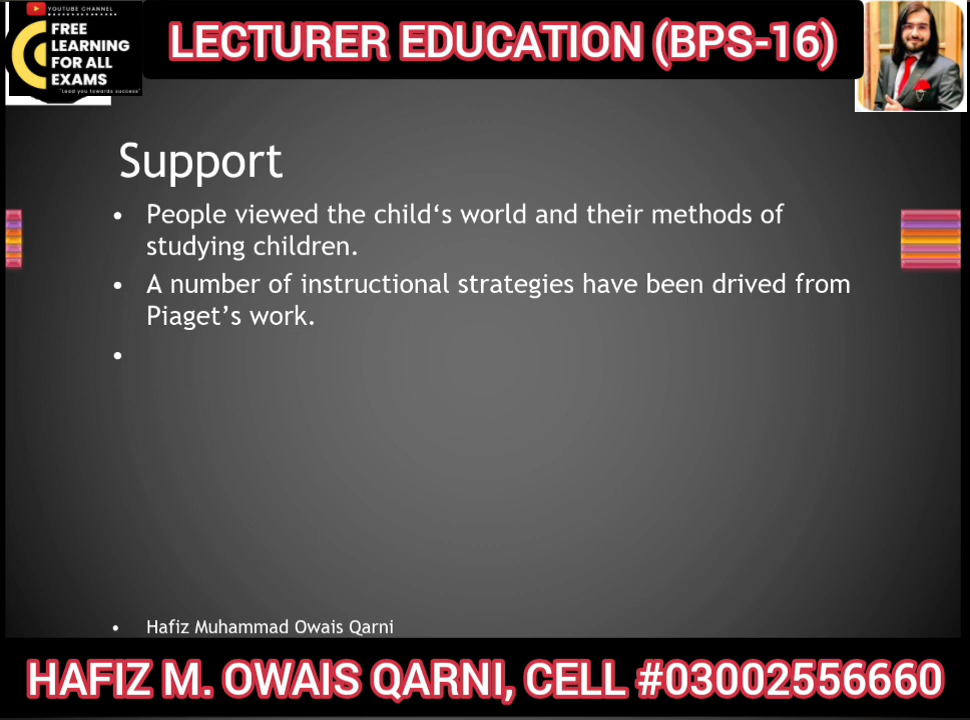 YOUTUBE CHANNEL
FREE
LEARNING
FOR ALL
EXAMS
"Lead you towards success"
LECTURER EDUCATION (BPS-16)
Support
• People viewed the child‘s world and their methods of
studying children.
• A number of instructional strategies have been drived from
Piaget’s work.
•
• Hafiz Muhammad Owais Qarni
HAFIZ M. OWAIS QARNI, CELL #03002556660